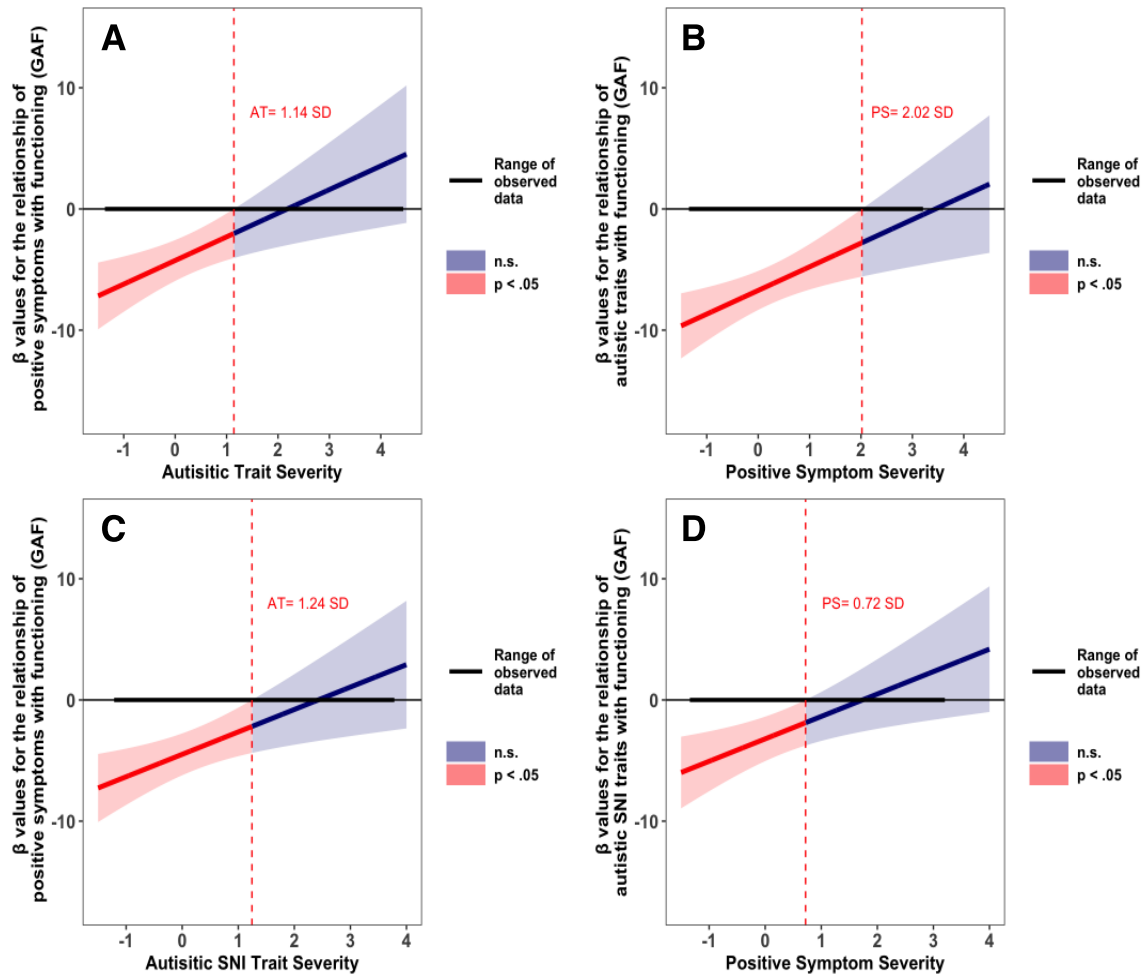 A
β values for the relationship of
positive symptoms with functioning (GAF)
10
0
-10
AT= 1.14 SD
-1 0 1 2 3 4
Autisitic Trait Severity
Range of
observed
data
n.s.
p < .05
B
β values for the relationship of
autistic traits with functioning (GAF)
10
0
-10
PS= 2.02 SD
-1 0 1 2 3 4
Positive Symptom Severity
Range of
observed
data
n.s.
p < .05
C
β values for the relationship of
positive symptoms with functioning (GAF)
10
0
-10
AT= 1.24 SD
-1 0 1 2 3 4
Autisitic SNI Trait Severity
Range of
observed
data
n.s.
p < .05
D
β values for the relationship of
autistic SNI traits with functioning (GAF)
10
0
-10
PS= 0.72 SD
-1 0 1 2 3 4
Positive Symptom Severity
Range of
observed
data
n.s.
p < .05